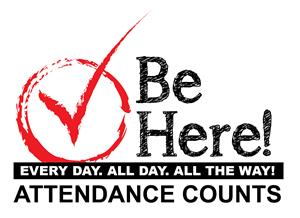 Be
Here!
EVERY DAY. ALL DAY. ALL THE WAY!
ATTENDANCE COUNTS